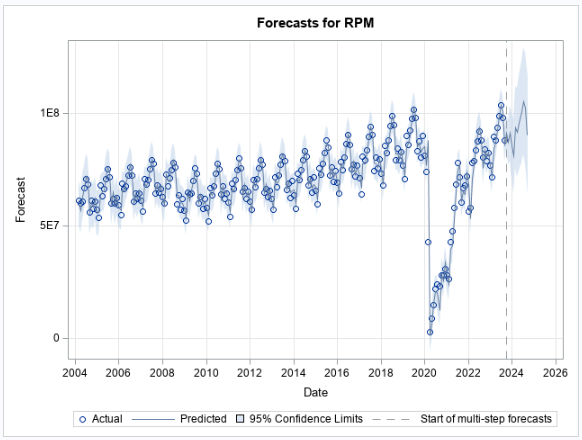 Forecasts for RPM
1E8
5E7
0
Forecast
2004 2006 2008 2010 2012 2014 2016 2018 2020 2022 2024 2026
Date
Actual Predicted 95% Confidence Limits Start of multi-step forecasts